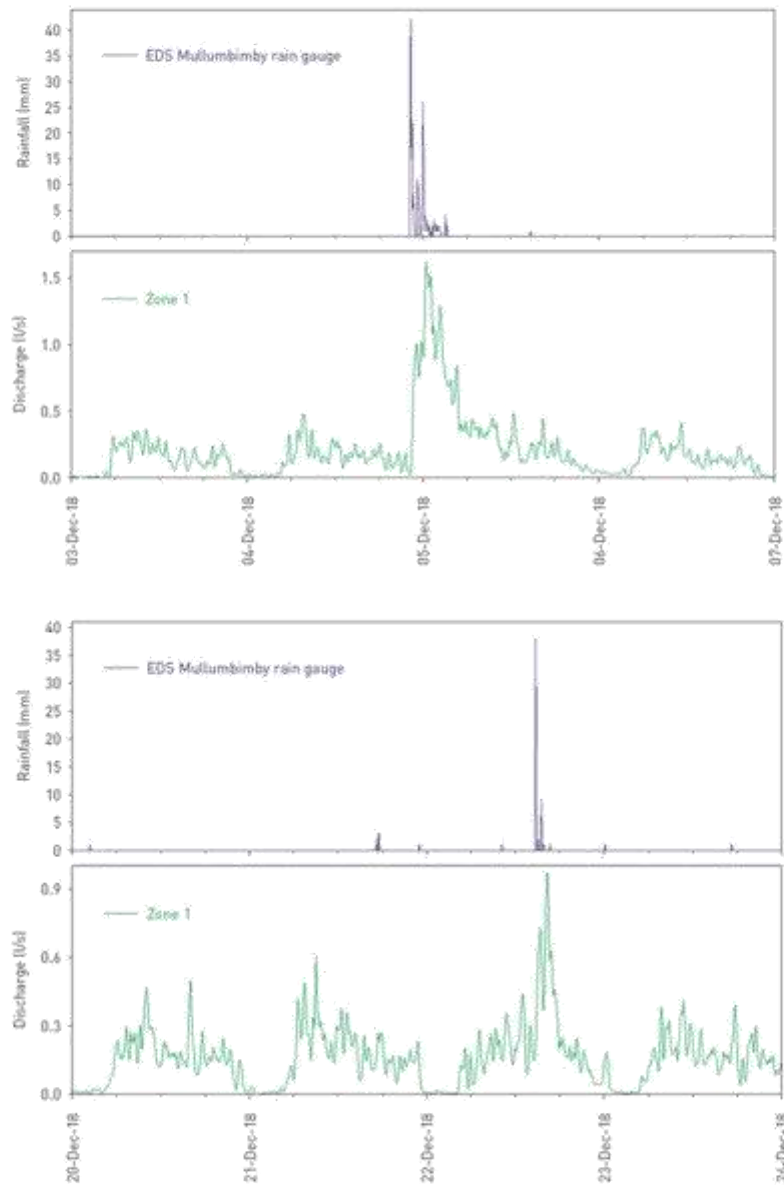 40
35
30
25
20
15
10
5
0
Rainfall (mm)
EDS Mullumbimby rain gauge
1.5
1.0
0.5
0.0
Discharge (l/s)
Zone 1
03-Dec-18
04-Dec-18
05-Dec-18
06-Dec-18
07-Dec-18
40
35
30
25
20
15
10
5
0
Rainfall (mm)
EDS Mullumbimby rain gauge
0.9
0.6
0.3
0.0
Discharge (l/s)
Zone 1
20-Dec-18
21-Dec-18
22-Dec-18
23-Dec-18